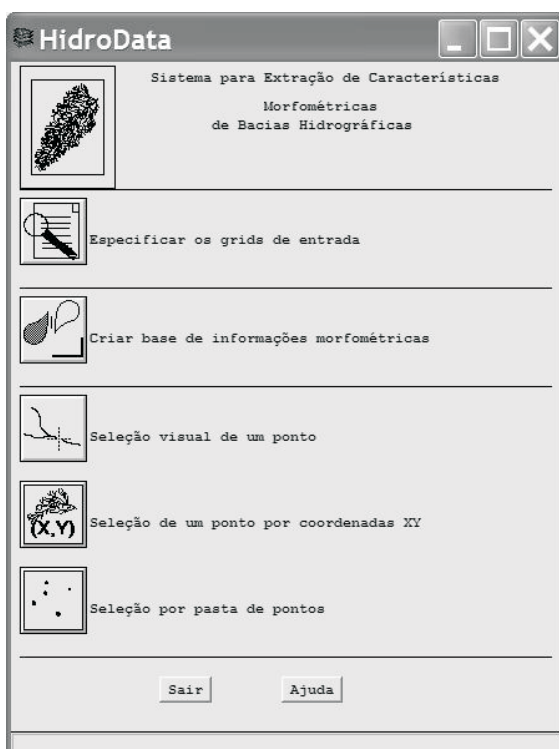 HidroData
Sistema para Extração de Características
Morfométricas
de Bacias Hidrográficas
Especificar os grids de entrada
Criar base de informações morfométricas
Seleção visual de um ponto
(X,Y)
Seleção de um ponto por coordenadas XY
Seleção por pasta de pontos
Sair
Ajuda